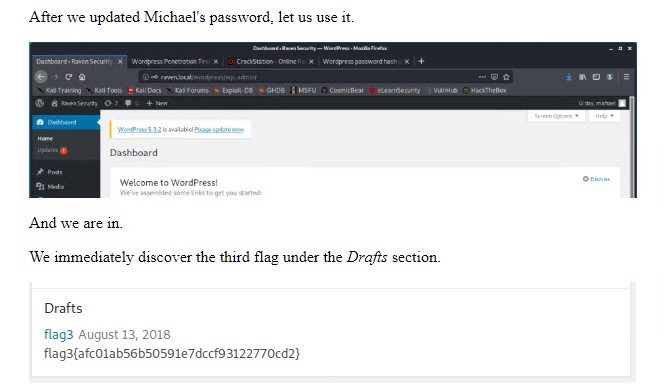 After we updated Michael's password, let us use it.
Dashboard ‹ Raven Security — WordPress - Mozilla Firefox
Dashboard ‹ Raven Security
Wordpress Penetration Test
CrackStation - Online Pa
Wordpress password hash
raven.local/wordpress/wp-admin/
Kali Training Kali Tools Kali Docs Kali Forums Exploit-DB GHDB MSFU CosmicBear eLearnSecurity VulnHub HackTheBox
Raven Security 7 0 + New G'day, michael
Dashboard
Screen Options Help
Home
WordPress 5.3.2 is available! Please update now.
Updates
Dashboard
Posts
Media
Welcome to WordPress!
Dismiss
We've assembled some links to get you started:
And we are in.
We immediately discover the third flag under the Drafts section.
Drafts
flag3 August 13, 2018
flag3{afc01ab56b50591e7dccf93122770cd2}